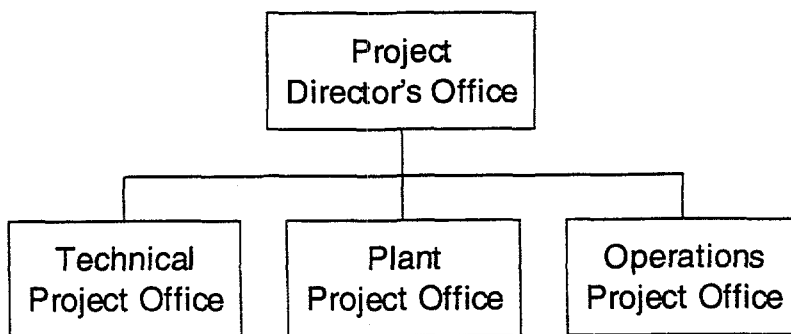 Project
Director's Office
Technical
Project Office
Plant
Project Office
Operations
Project Office